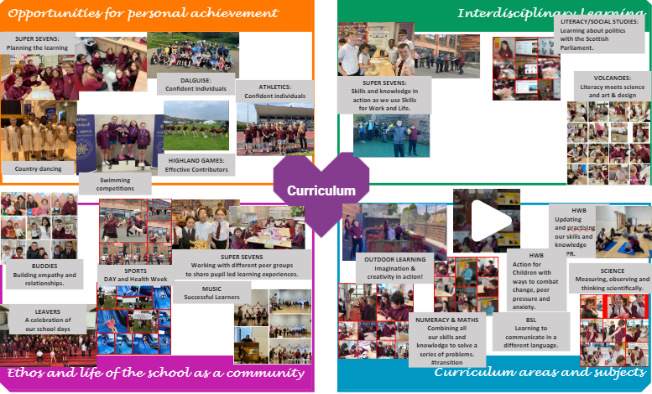 Opportunities for personal achievement
SUPER SEVENS:
Planning the learning
DALGUISE:
Confident individuals
ATHLETICS:
Confident individuals
Country dancing
Swimming
competitions
HIGHLAND GAMES:
Effective Contributors
Interdisciplinary Learning
LITERACY/SOCIAL STUDIES:
Learning about politics
with the Scottish
Parliament.
SUPER SEVENS:
Skills and knowledge in
action as we use Skills
for Work and Life.
VOLCANOES:
Literacy meets science
and art & design
Curriculum
BUDDIES
Building empathy and
relationships.
SPORTS
DAY and Health Week
SUPER SEVENS
Working with different peer groups
to share pupil led learning experiences.
MUSIC
Successful Learners
LEAVERS
A celebration of
our school days
Ethos and life of the school as a community
OUTDOOR LEARNING
Imagination &
creativity in action!
HWB
Updating
and practising
our skills and
knowledge
PR.
HWB
Action for
Children with
ways to combat
change, peer
pressure and
anxiety.
SCIENCE
Measuring, observing and
thinking scientifically.
NUMERACY & MATHS
Combining all
our skills and
knowledge to solve a
series of problems.
#transition
BSL
Learning to
communicate in a
different language.
Curriculum areas and subjects